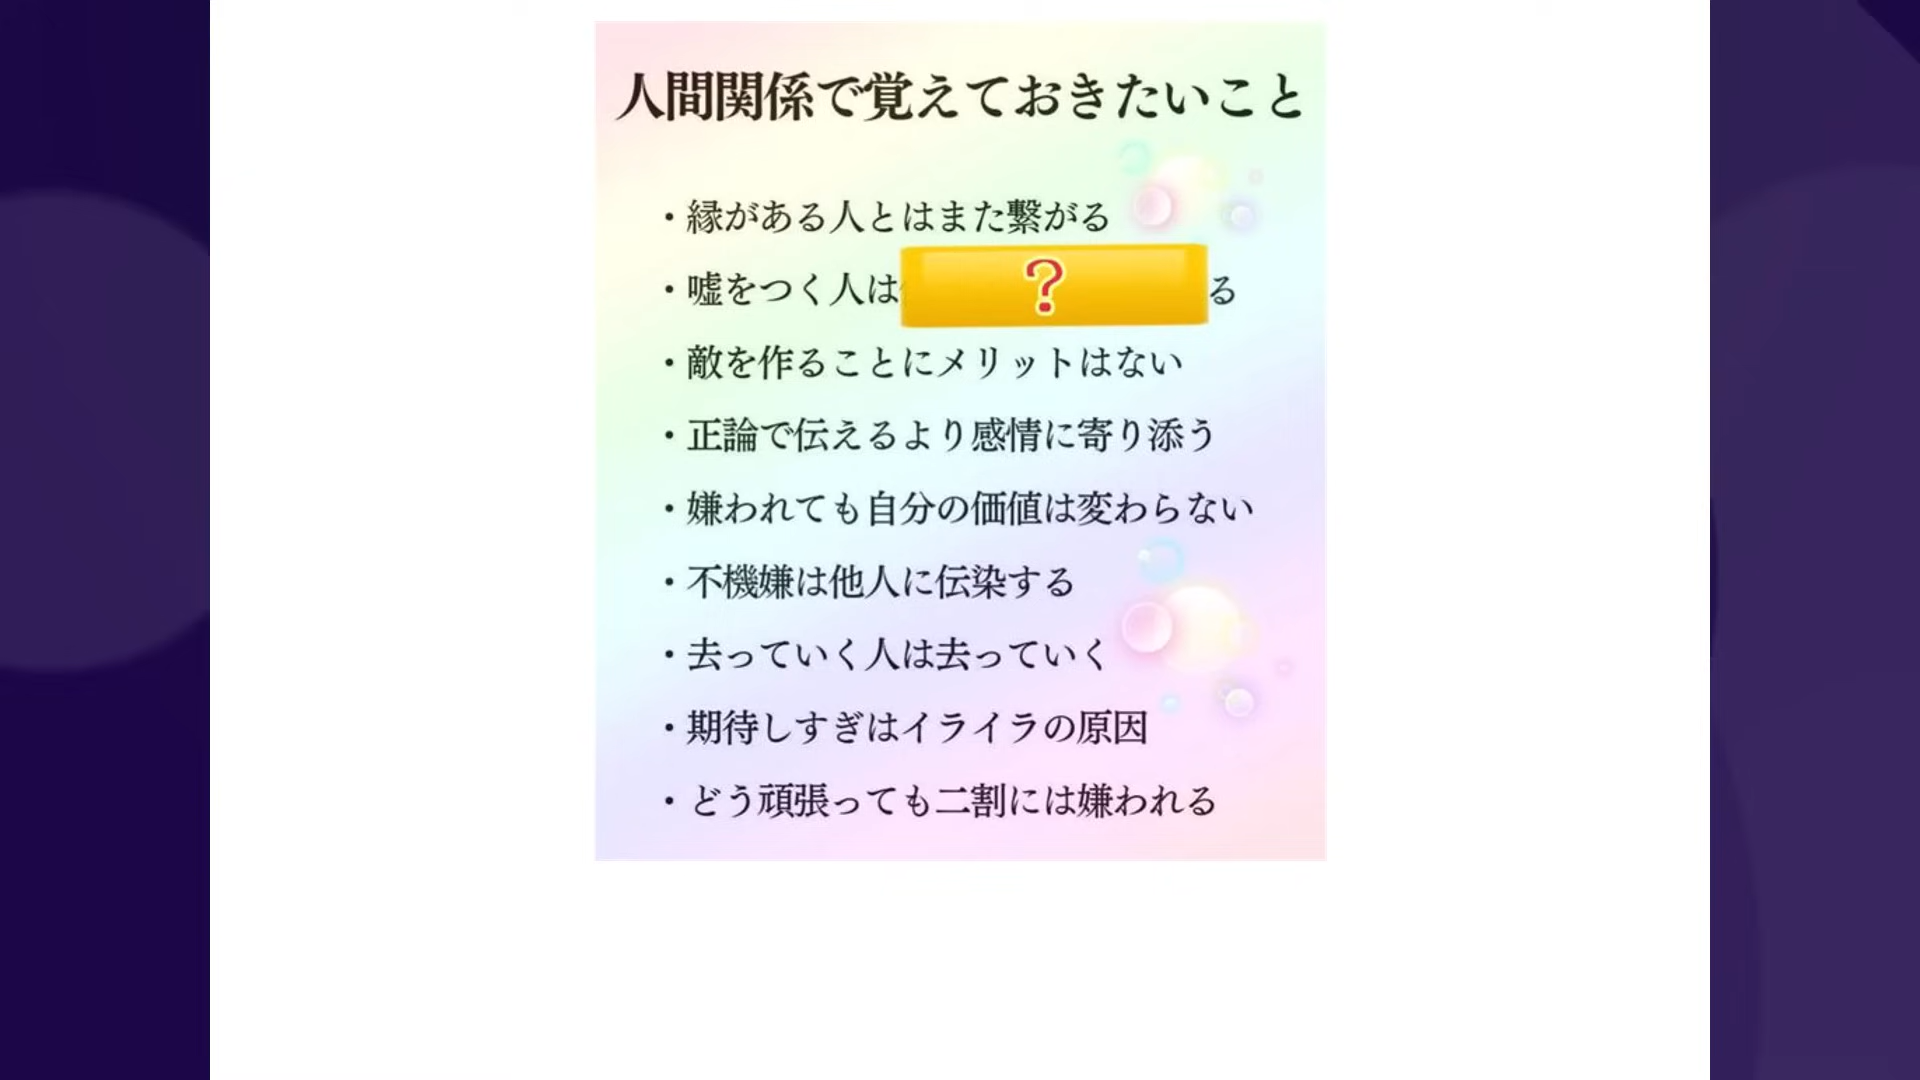 人間関係で覚えておきたいこと
・縁がある人とはまた繋がる
・嘘をつく人は ? る
・敵を作ることにメリットはない
・正論で伝えるより感情に寄り添う
・嫌われても自分の価値は変わらない
・不機嫌は他人に伝染する
・去っていく人は去っていく
・期待しすぎはイライラの原因
・どう頑張っても二割には嫌われる